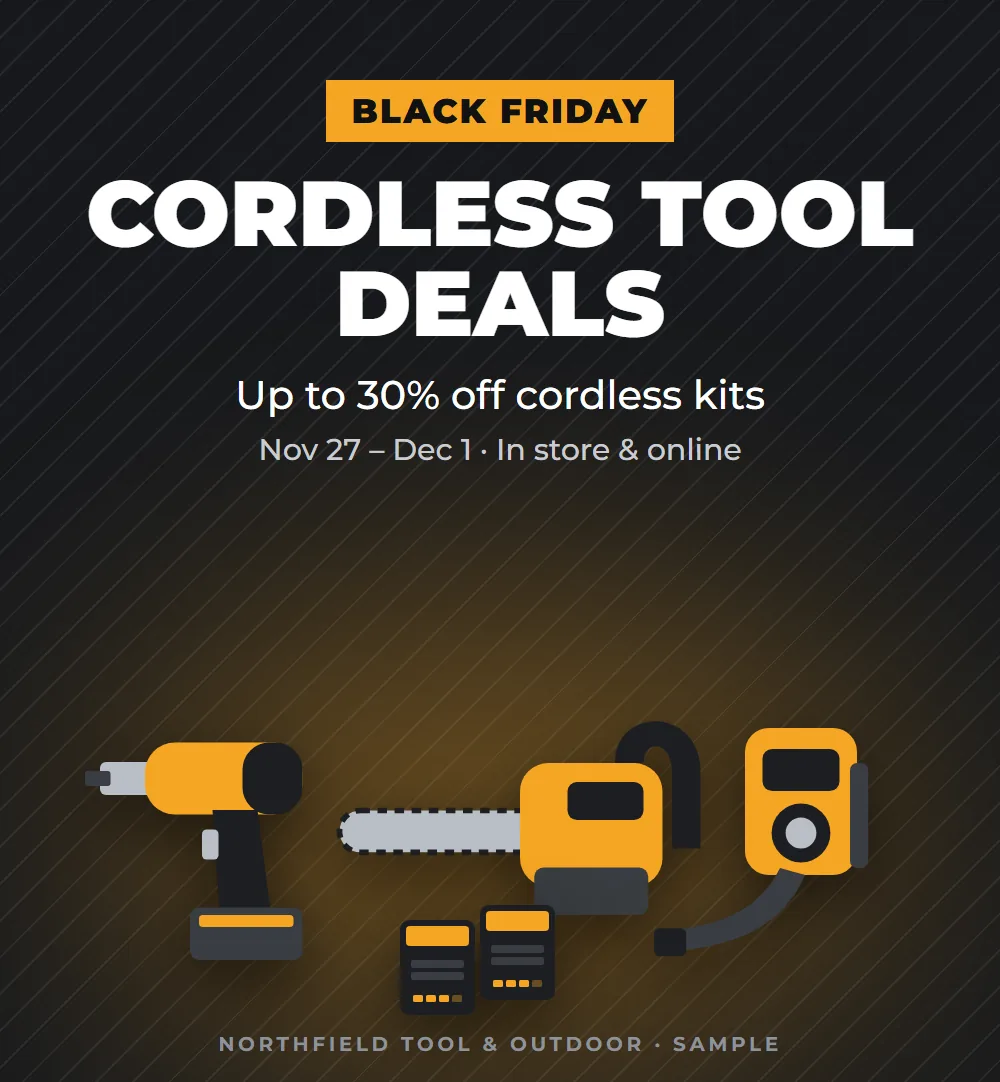 BLACK FRIDAY
CORDLESS TOOL
DEALS
Up to 30% off cordless kits
Nov 27 – Dec 1 · In store & online
NORTHFIELD TOOL & OUTDOOR · SAMPLE